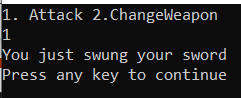 1. Attack 2.ChangeWeapon
1
You just swung your sword
Press any key to continue